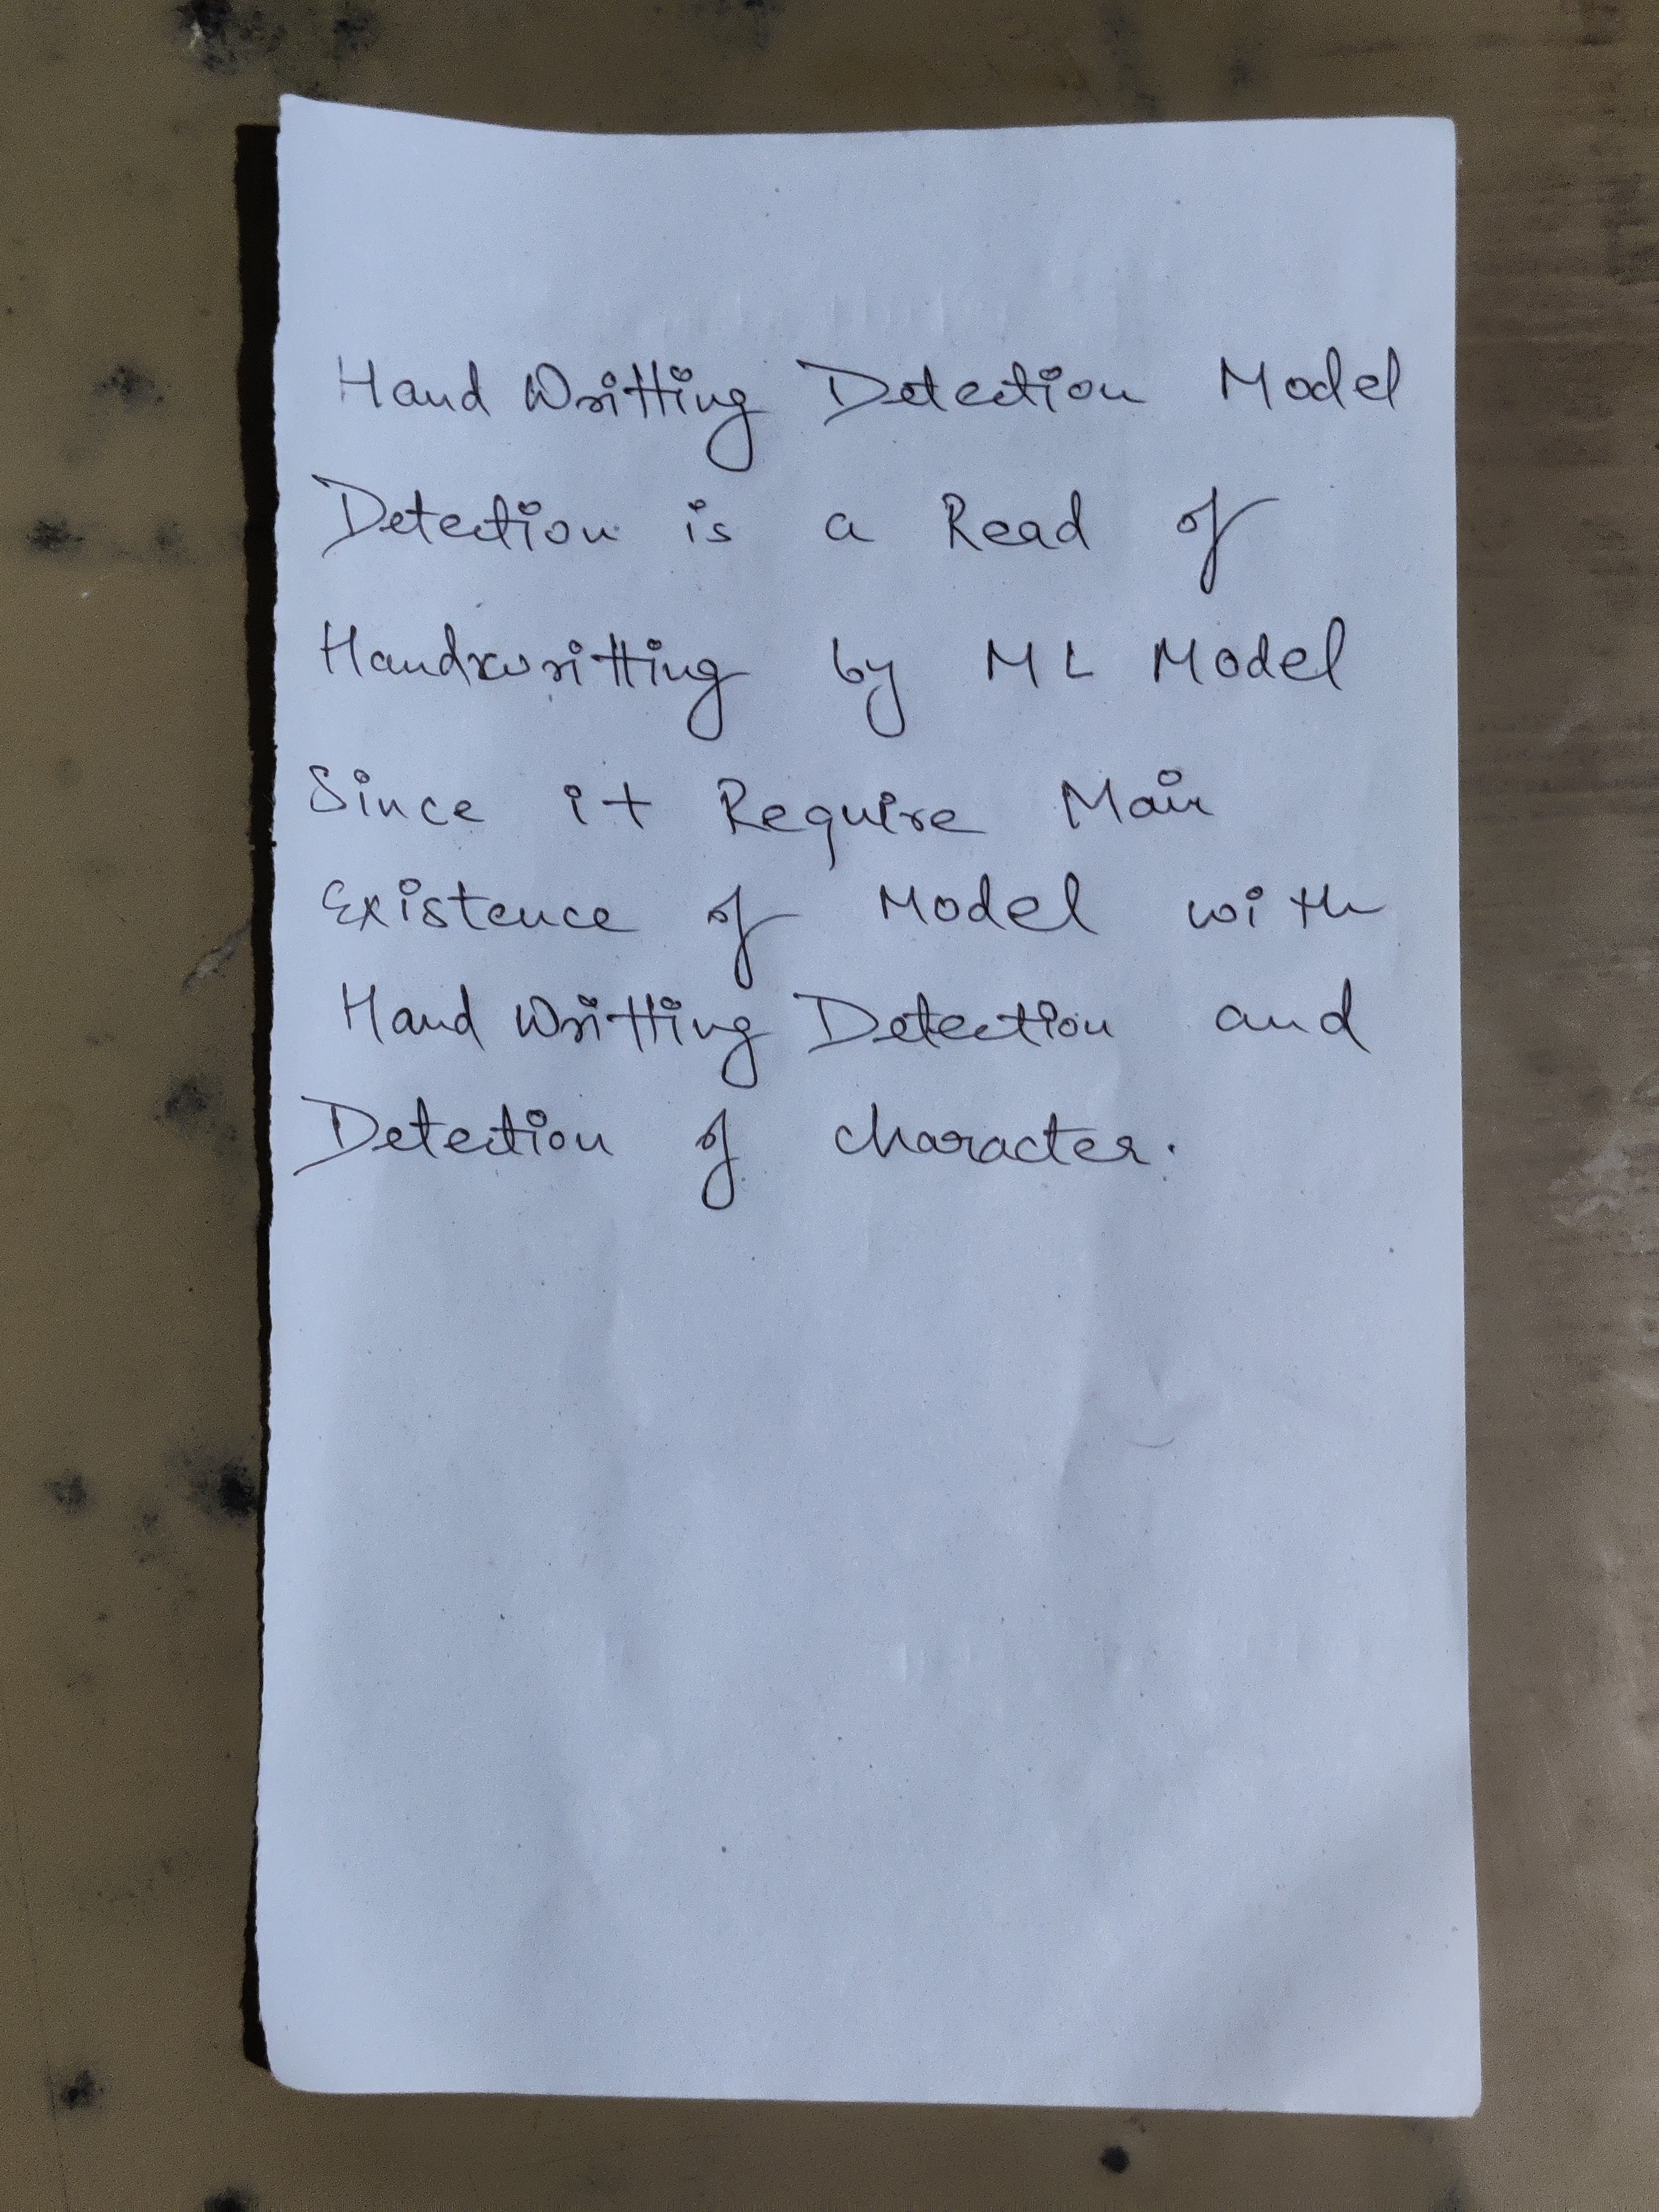 Hand Writting Detection Model
Detection is a Read of
Handwritting by ML Model
Since it Require Main
Existence of Model with
Hand Writting Detection and
Detection of character.